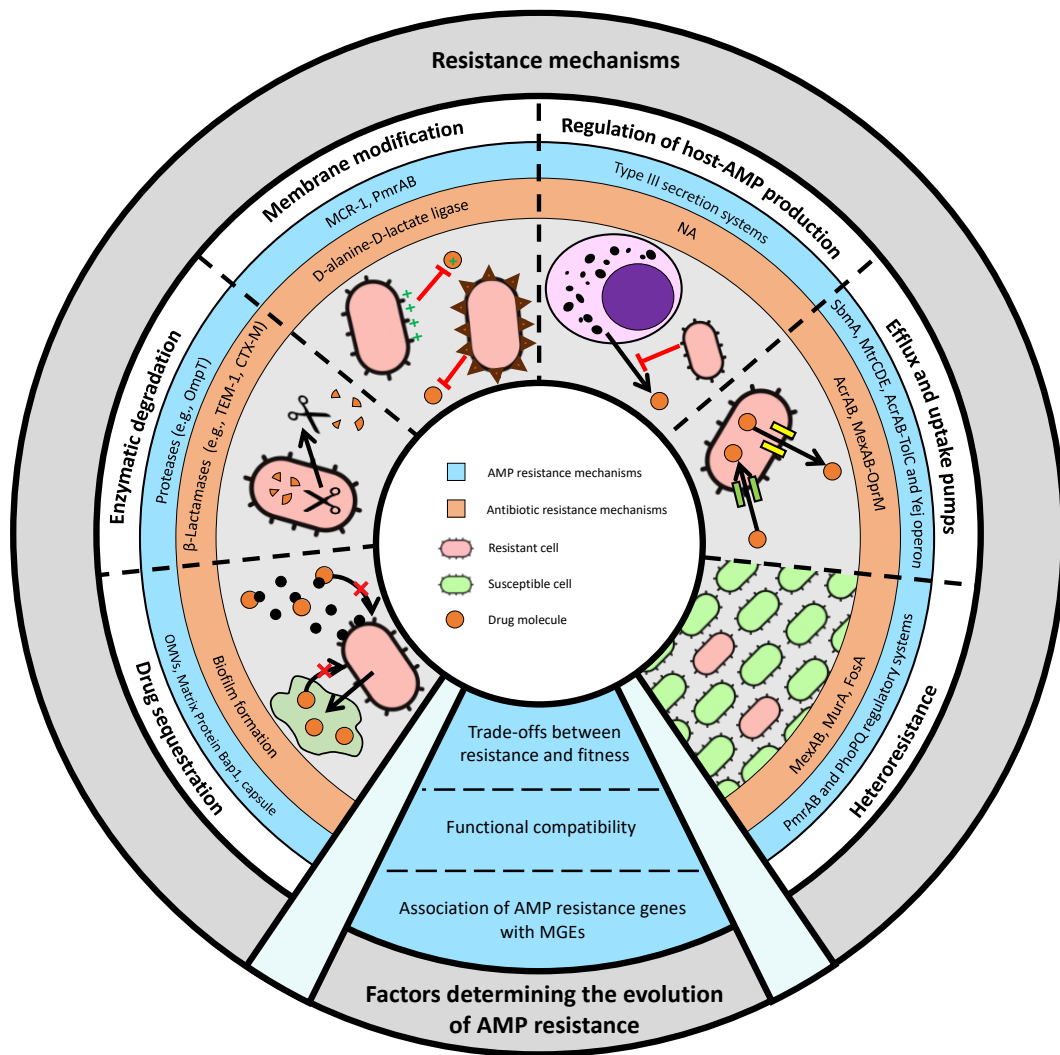 Resistance mechanisms
Membrane modification
MCR-1, PmrAB
D-alanine-D-lactate ligase
Regulation of host-AMP production
Type III secretion systems
NA
Enzymatic degradation
Proteases (e.g., OmpT)
β-Lactamases (e.g., TEM-1, CTX-M)
Efflux and uptake pumps
SbmA, MtrCDE, AcrAB-TolC and Yej operon
AcrAB, MexAB-OprM
Drug sequestration
OMVs, Matrix Protein Bap1, capsule
Biofilm formation
Heteroresistance
PmrAB and PhoPQ regulatory systems
MexAB, MurA, FosA
AMP resistance mechanisms
Antibiotic resistance mechanisms
Resistant cell
Susceptible cell
Drug molecule
Trade-offs between
resistance and fitness
Functional compatibility
Association of AMP resistance genes
with MGEs
Factors determining the evolution
of AMP resistance